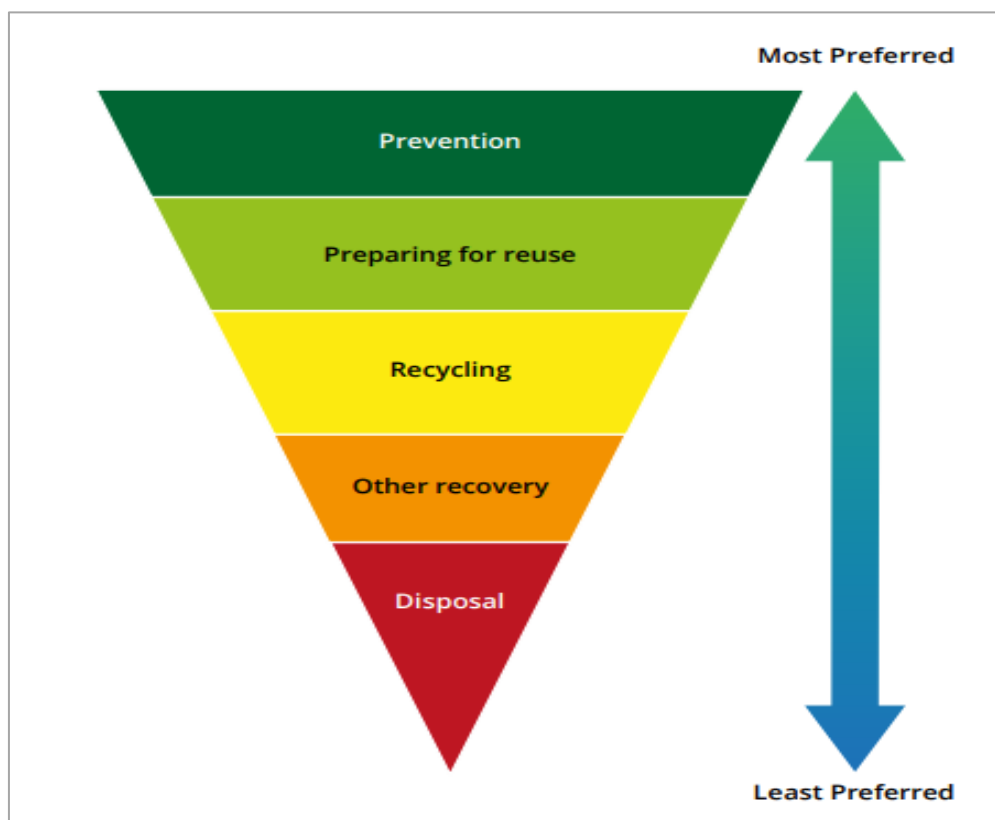 Most Preferred
Prevention
Preparing for reuse
Recycling
Other recovery
Disposal
Least Preferred